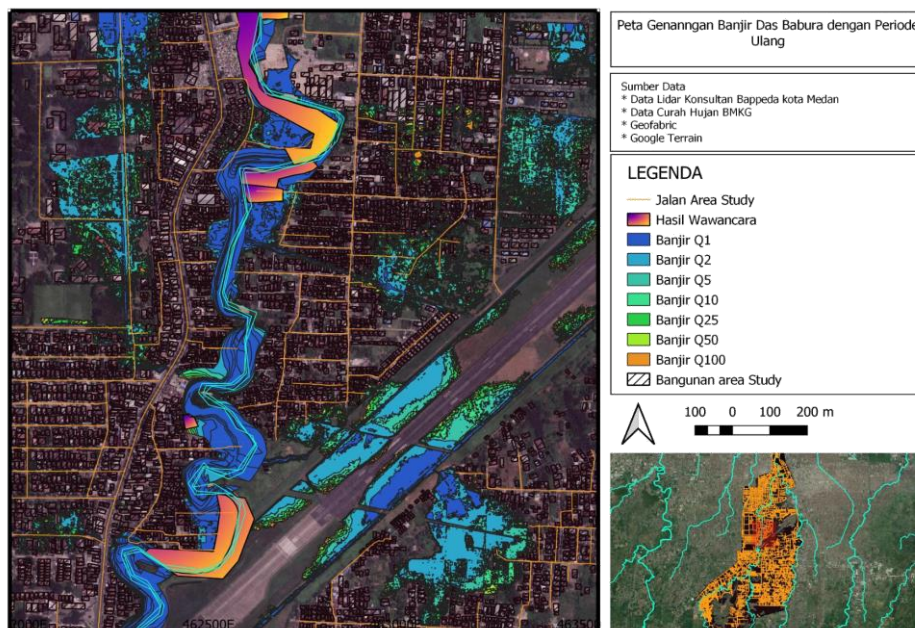 Peta Genanngan Banjir Das Babura dengan Periode
Ulang
Sumber Data
* Data Lidar Konsultan Bappeda kota Medan
* Data Curah Hujan BMKG
* Geofabric
* Google Terrain
LEGENDA
Jalan Area Study
Hasil Wawancara
Banjir Q1
Banjir Q2
Banjir Q5
Banjir Q10
Banjir Q25
Banjir Q50
Banjir Q100
Bangunan area Study
100 0 100 200 m
462500E